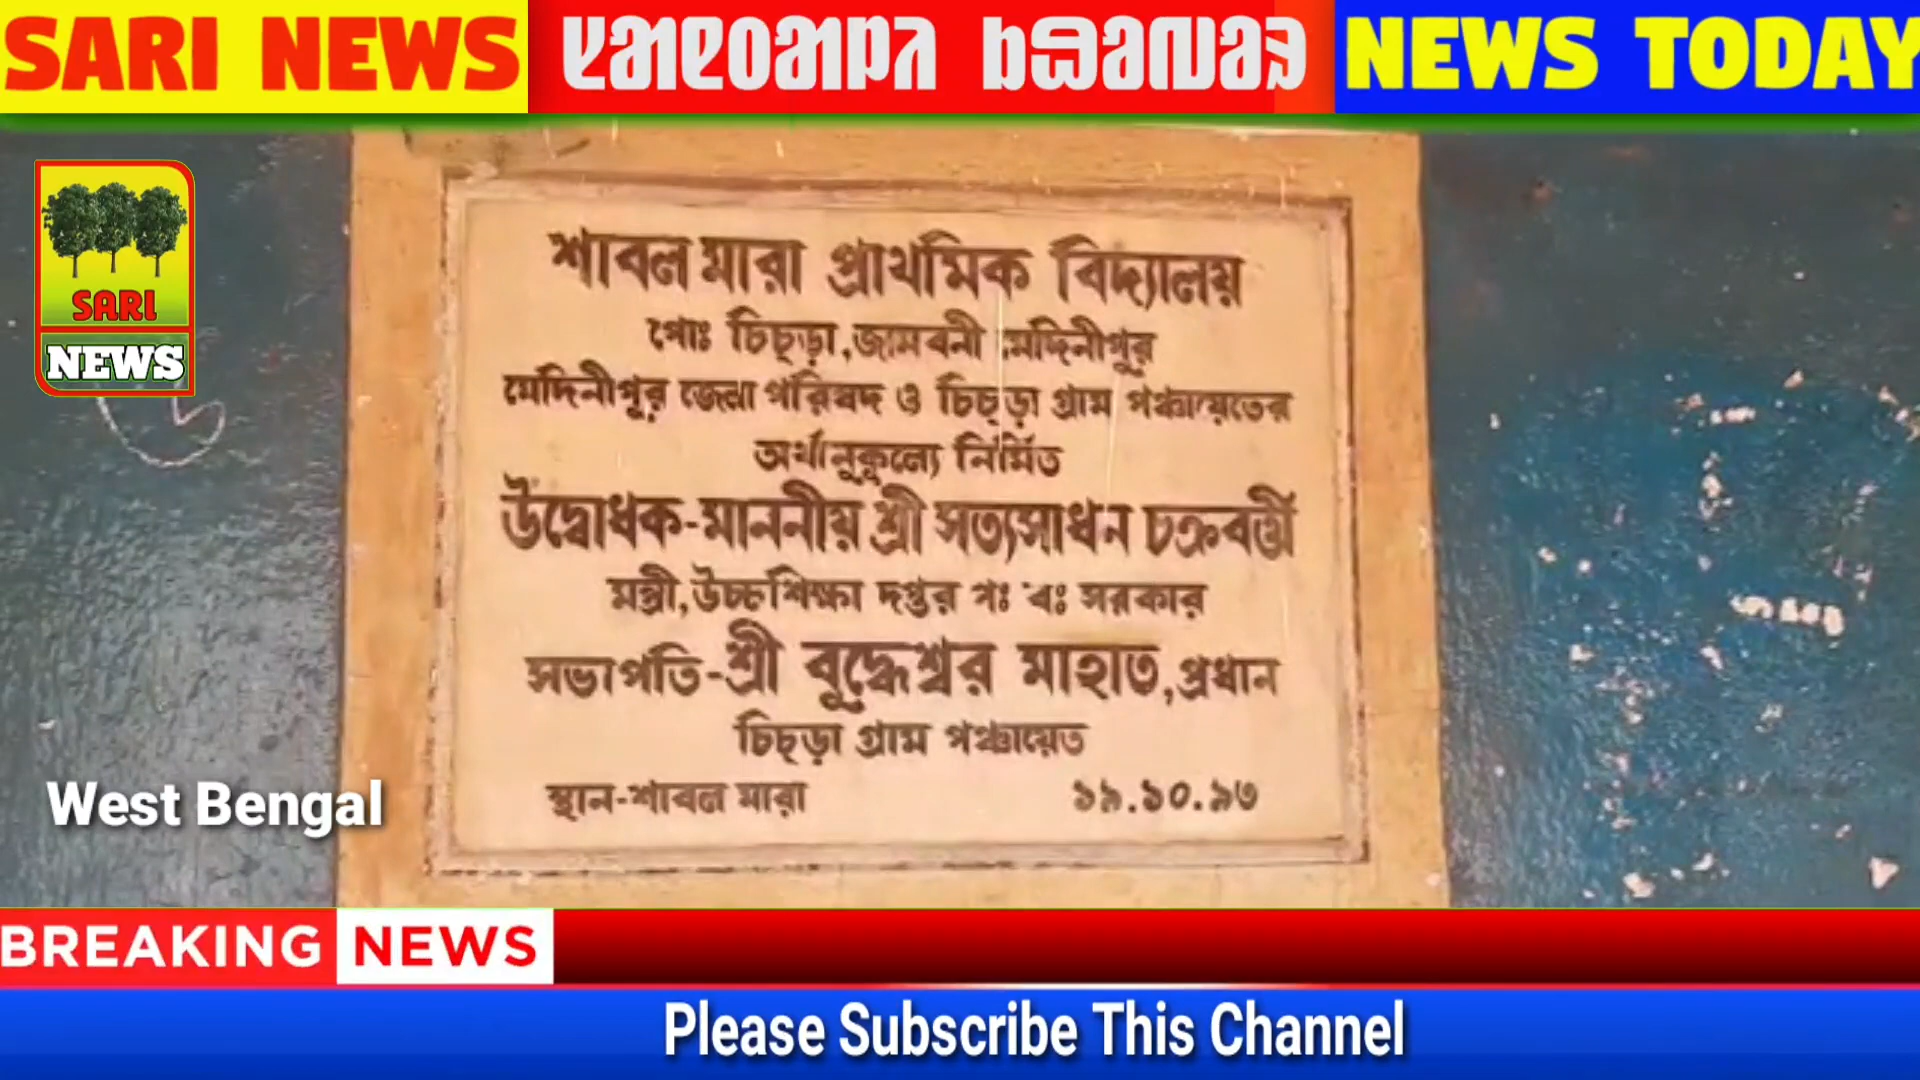 SARI NEWS
NEWS TODAY
SARI
NEWS
শাবল মারা প্রাথমিক বিদ্যালয়
পোঃ চিচ্‌ড়া, জামবনী মেদিনীপুর
মেদিনীপুর জেলা পরিষদ ও চিচ্‌ড়া গ্রাম পঞ্চায়েতের
অর্থানুকূল্যে নির্মিত
উদ্বোধক-মাননীয় শ্রী সত্যসাধন চক্রবর্ত্তী
মন্ত্রী, উচ্চশিক্ষা দপ্তর পঃ বঃ সরকার
সভাপতি-শ্রী বুদ্ধেশ্বর মাহাত, প্রধান
চিচ্‌ড়া গ্রাম পঞ্চায়েত
স্থান-শাবল মারা ১৯.১০.৯৭
West Bengal
BREAKING NEWS
Please Subscribe This Channel